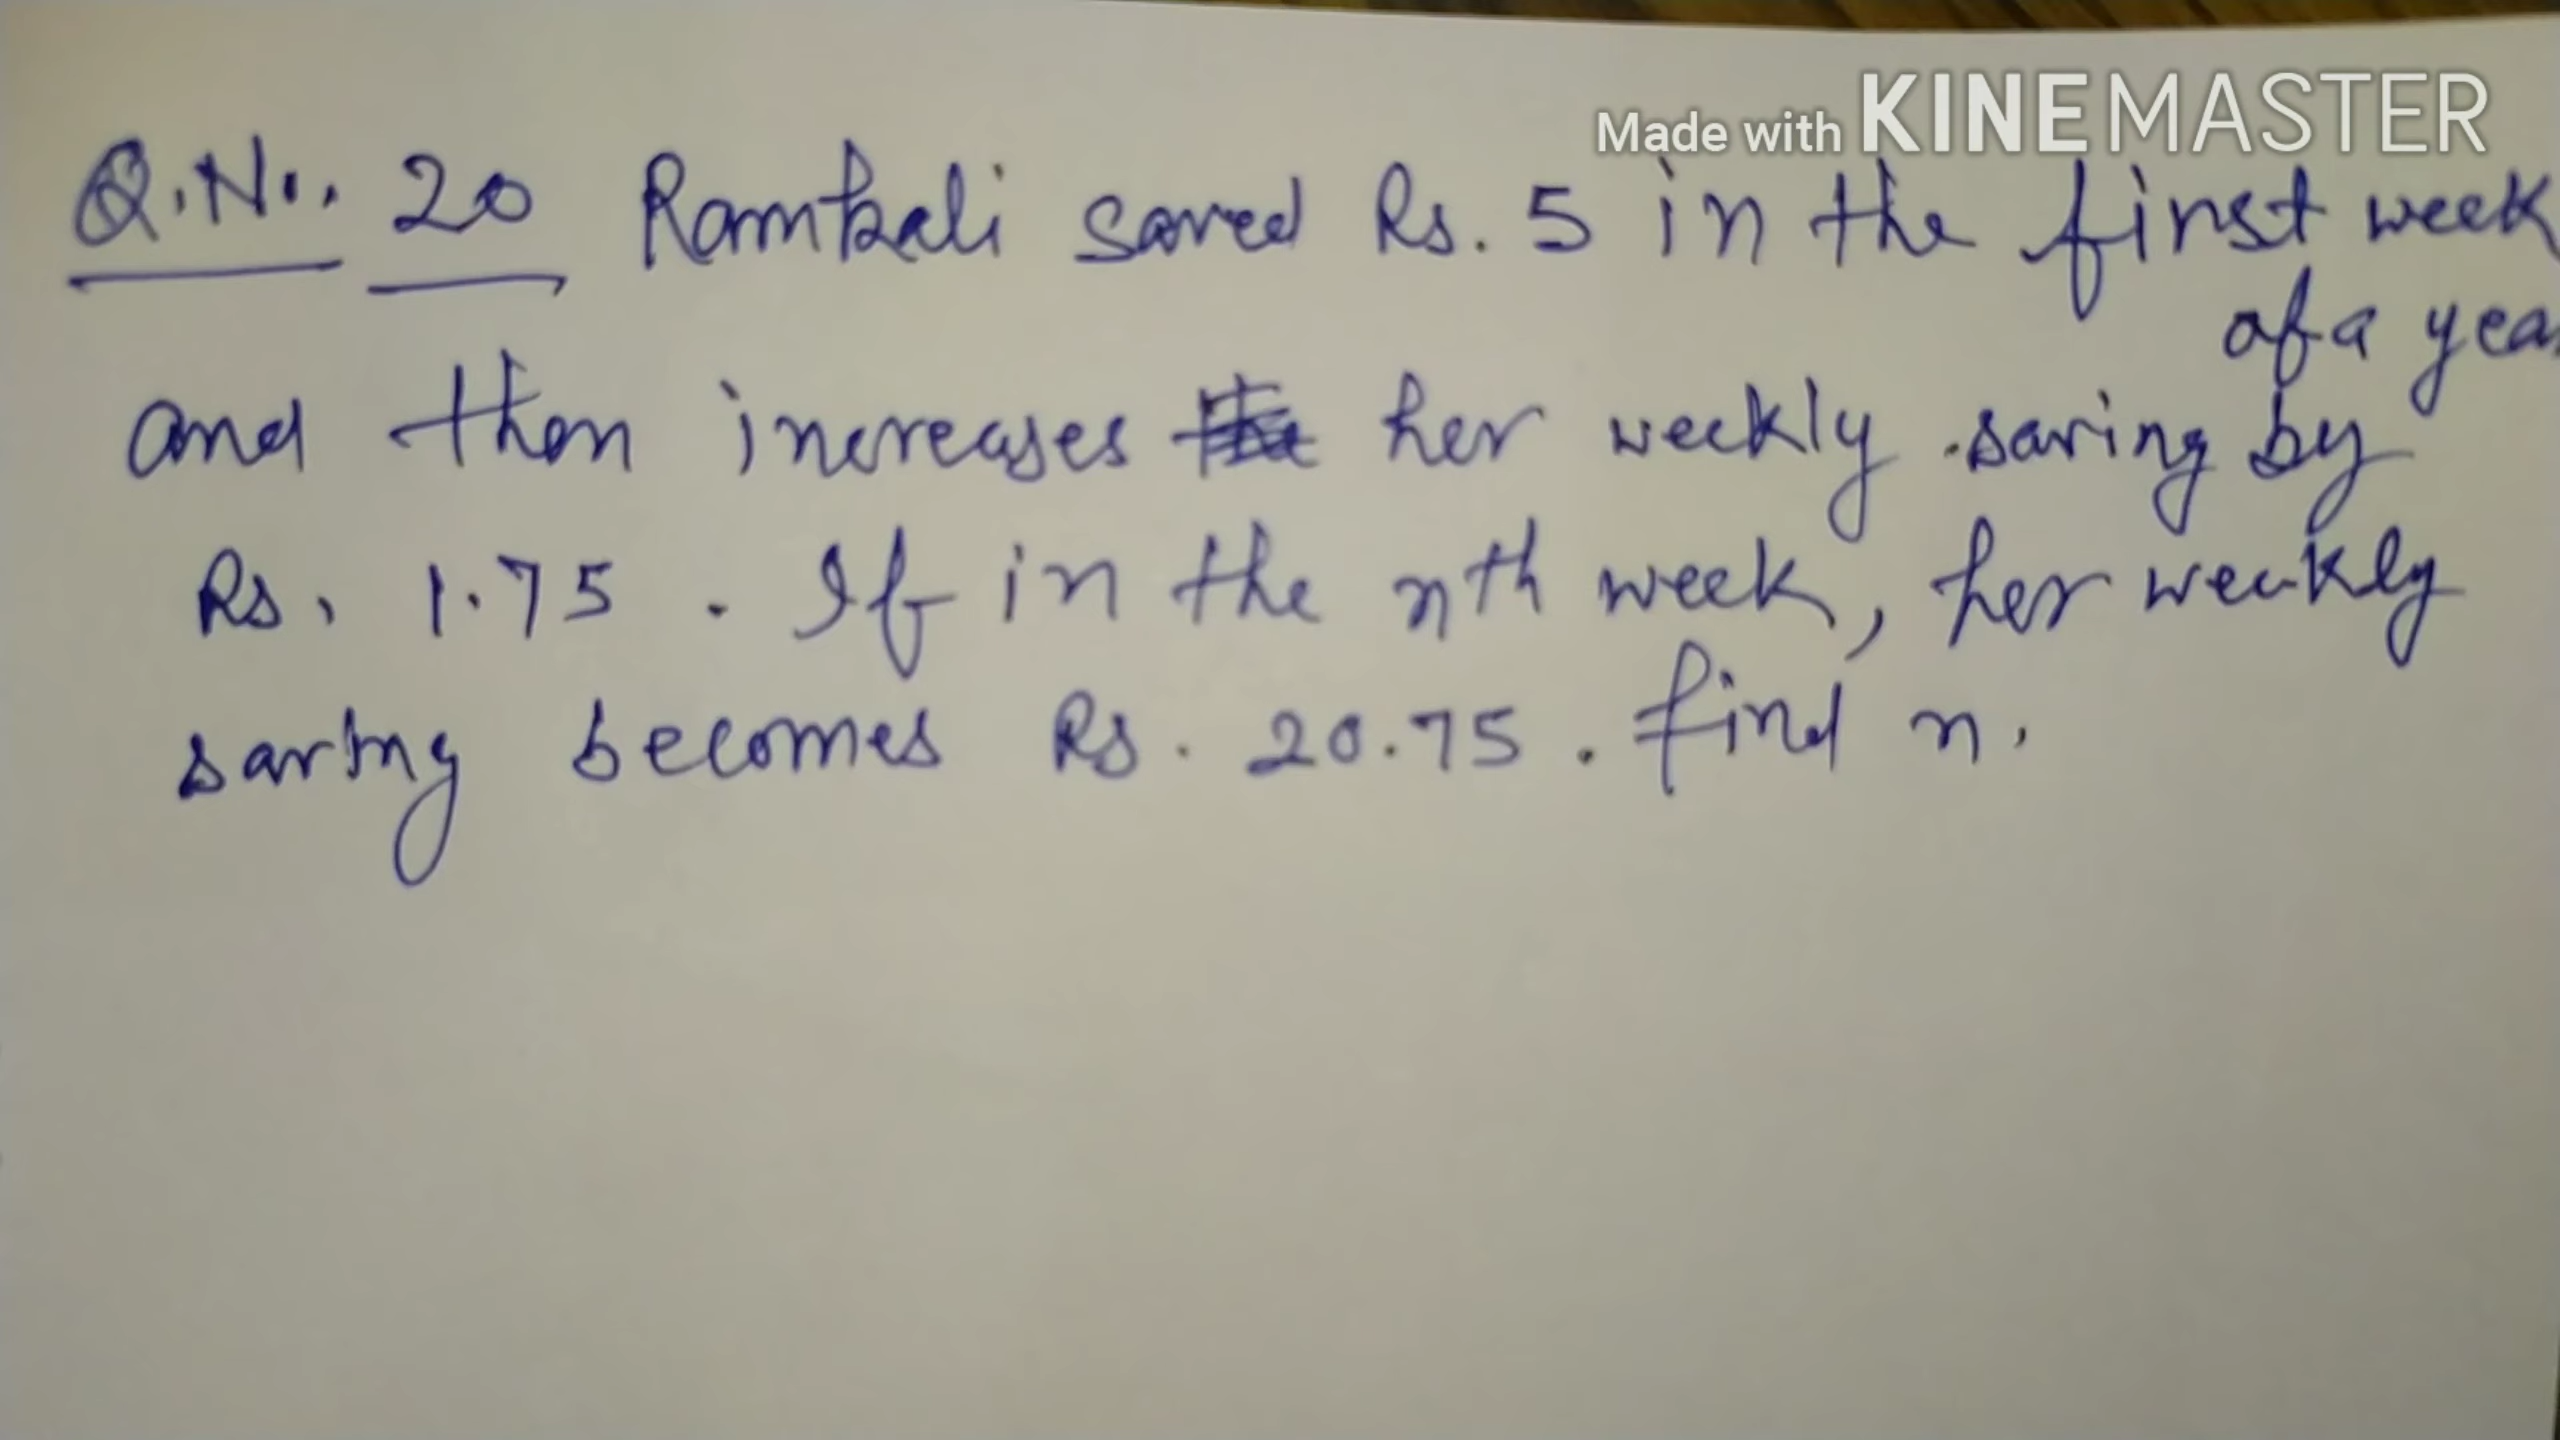 Made with KINEMASTER
Q.No. 20 Ramkali saved Rs. 5 in the first week
of a yea
and then increases her weekly saving by
Rs. 1.75. If in the nth week, her weekly
saving becomes Rs. 20.75. find n.